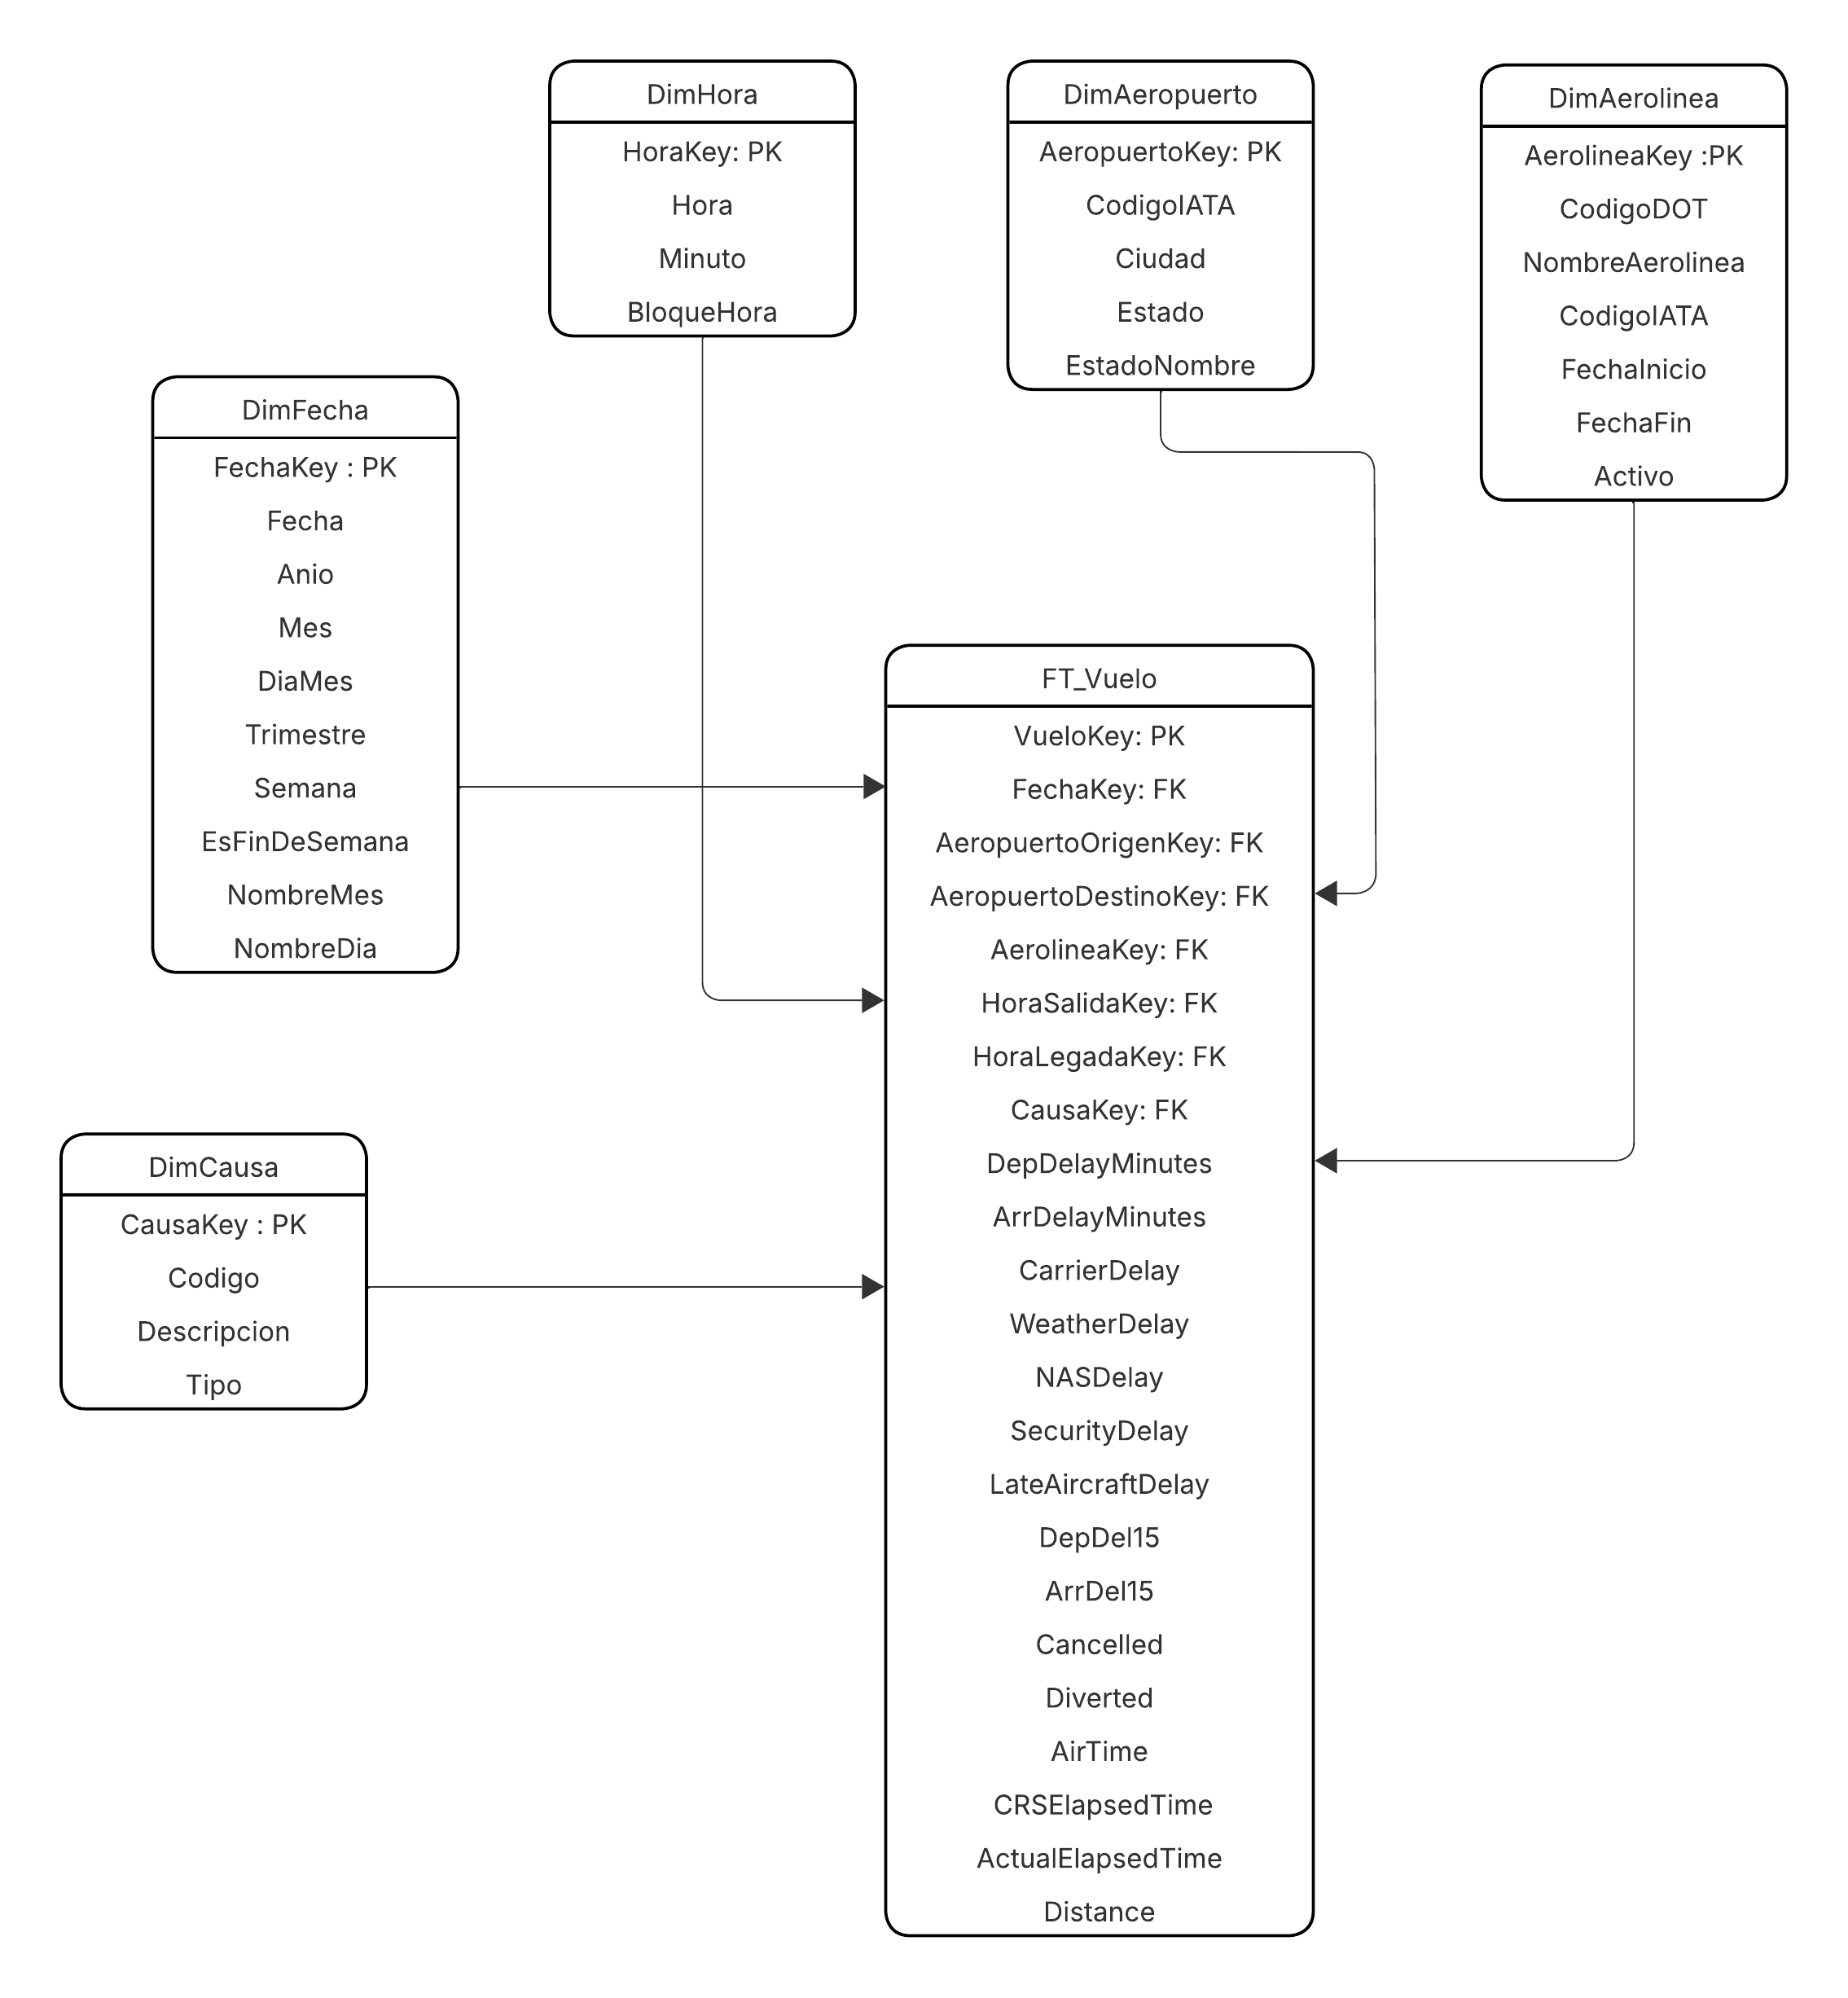 DimHora
HoraKey: PK
Hora
Minuto
BloqueHora
DimAeropuerto
AeropuertoKey: PK
CodigoIATA
Ciudad
Estado
EstadoNombre
DimAerolinea
AerolineaKey :PK
CodigoDOT
NombreAerolinea
CodigoIATA
FechaInicio
FechaFin
Activo
DimFecha
FechaKey : PK
Fecha
Anio
Mes
DiaMes
Trimestre
Semana
EsFinDeSemana
NombreMes
NombreDia
FT_Vuelo
VueloKey: PK
FechaKey: FK
AeropuertoOrigenKey: FK
AeropuertoDestinoKey: FK
AerolineaKey: FK
HoraSalidaKey: FK
HoraLegadaKey: FK
CausaKey: FK
DepDelayMinutes
ArrDelayMinutes
CarrierDelay
WeatherDelay
NASDelay
SecurityDelay
LateAircraftDelay
DepDel15
ArrDel15
Cancelled
Diverted
AirTime
CRSElapsedTime
ActualElapsedTime
Distance
DimCausa
CausaKey : PK
Codigo
Descripcion
Tipo